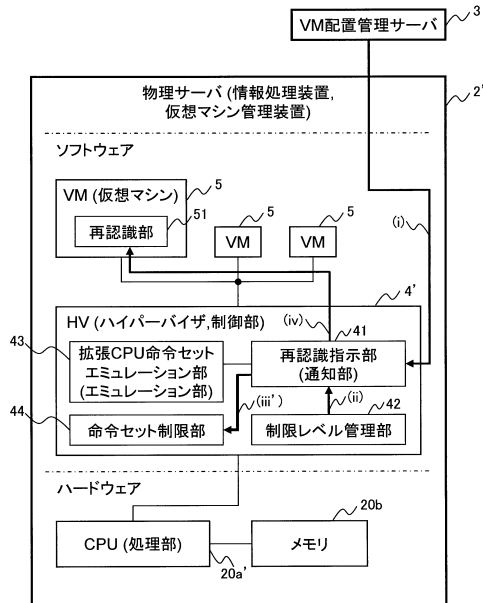 VM配置管理サーバ
3
物理サーバ (情報処理装置,
仮想マシン管理装置)
2'
ソフトウェア
VM (仮想マシン)
5
再認識部
51
VM
5
VM
5
(i)
HV (ハイパーバイザ,制御部)
4'
(iv)
43
拡張CPU命令セット
エミュレーション部
(エミュレーション部)
41
再認識指示部
(通知部)
(iii')
(ii)
44
命令セット制限部
42
制限レベル管理部
ハードウェア
CPU (処理部)
20a'
メモリ
20b